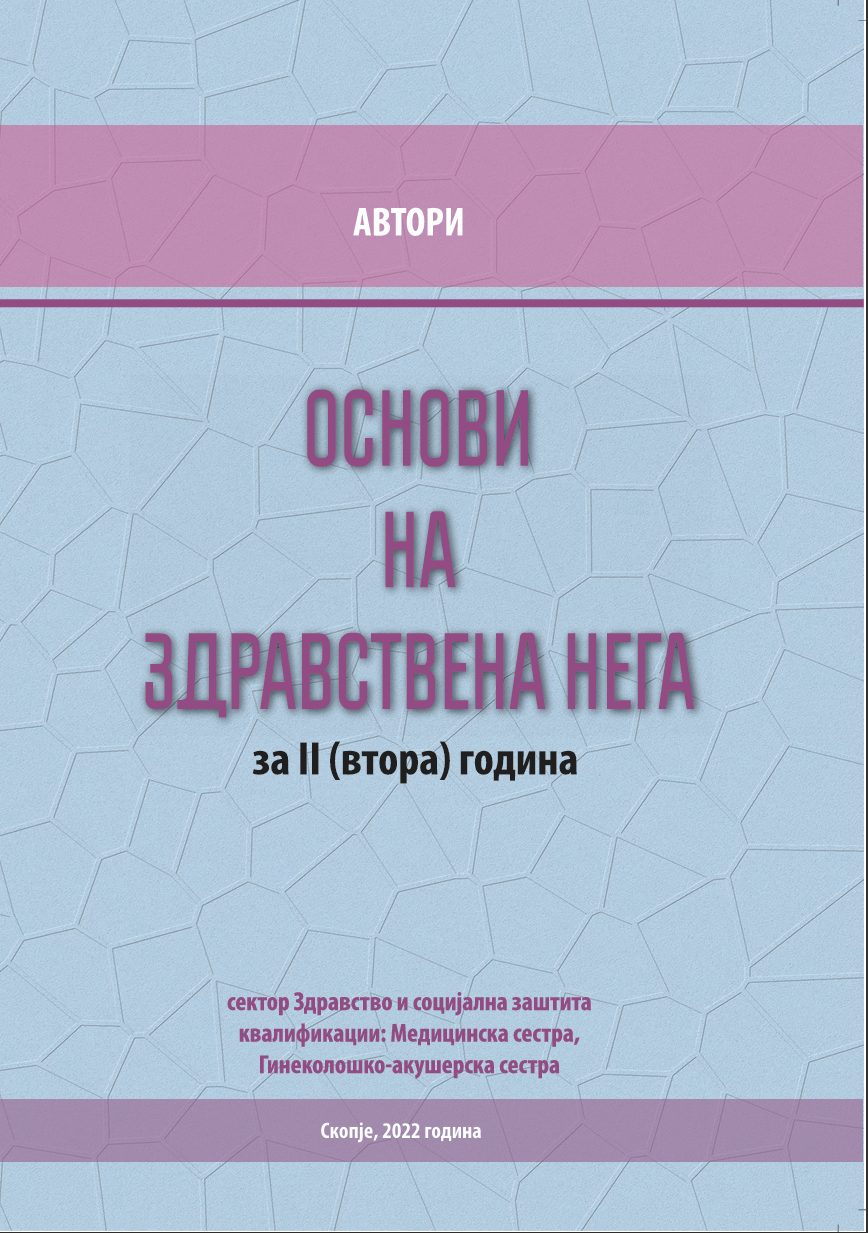 АВТОРИ
ОСНОВИ
НА
ЗДРАВСТВЕНА НЕГА
за II (втора) година
сектор Здравство и социјална заштита
квалификации: Медицинска сестра,
Гинеколошко-акушерска сестра
Скопје, 2022 година